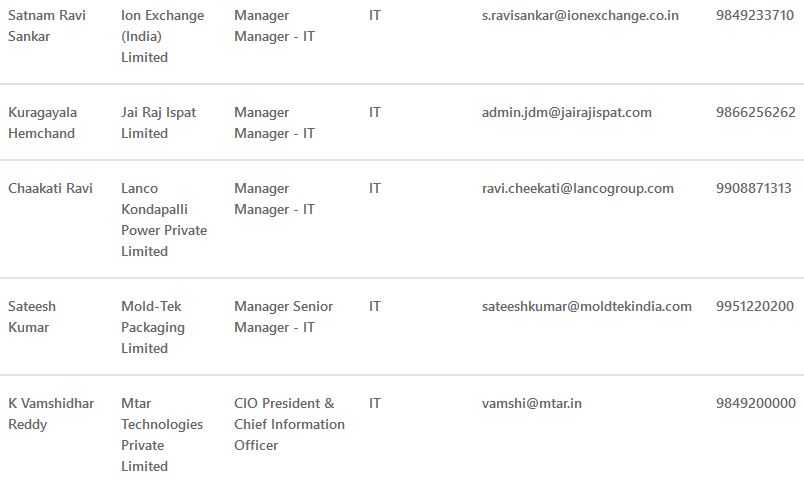 Satnam Ravi Sankar
Ion Exchange (India) Limited
Manager Manager - IT
IT
s.ravisankar@ionexchange.co.in
9849233710
Kuragayala Hemchand
Jai Raj Ispat Limited
Manager Manager - IT
IT
admin.jdm@jairajispat.com
9866256262
Chaakati Ravi
Lanco Kondapalli Power Private Limited
Manager Manager - IT
IT
ravi.cheekati@lancogroup.com
9908871313
Sateesh Kumar
Mold-Tek Packaging Limited
Manager Senior Manager - IT
IT
sateeshkumar@moldtekindia.com
9951220200
K Vamshidhar Reddy
Mtar Technologies Private Limited
CIO President & Chief Information Officer
IT
vamshi@mtar.in
9849200000